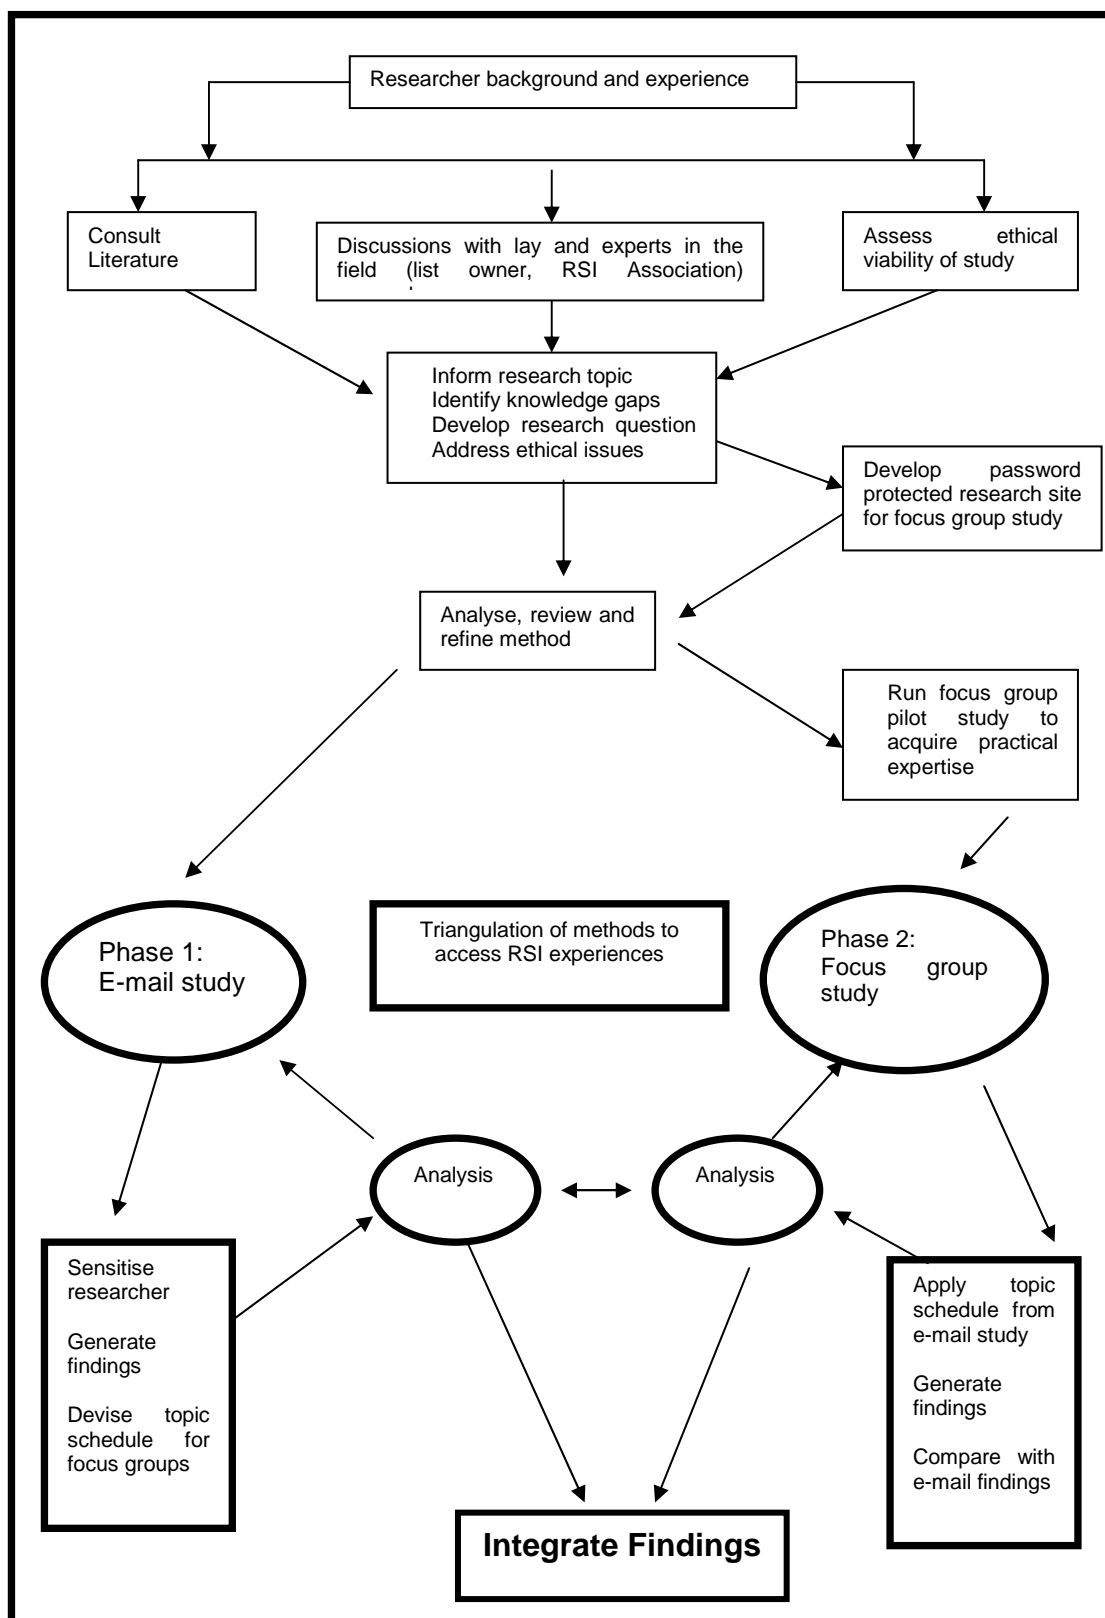 Researcher background and experience
Consult
Literature
Discussions with lay and experts in the
field (list owner, RSI Association)
Assess ethical
viability of study
Inform research topic
Identify knowledge gaps
Develop research question
Address ethical issues
Develop password
protected research site
for focus group study
Analyse, review and
refine method
Run focus group
pilot study to
acquire practical
expertise
Phase 1:
E-mail study
Triangulation of methods to
access RSI experiences
Phase 2:
Focus group
study
Analysis
Analysis
Sensitise
researcher
Generate
findings
Devise topic
schedule for
focus groups
Apply topic
schedule from
e-mail study
Generate
findings
Compare with
e-mail findings
Integrate Findings